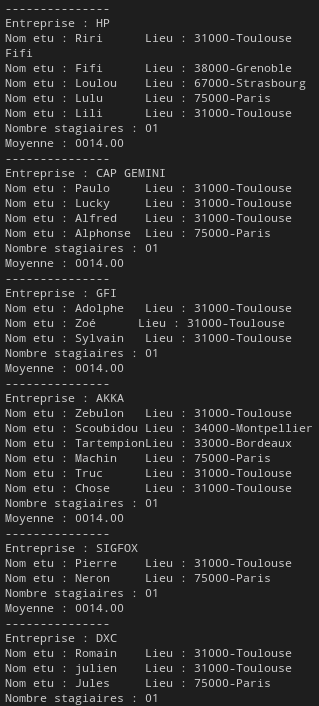 ---------------
Entreprise : HP
Nom etu : Riri      Lieu : 31000-Toulouse
Fifi
Nom etu : Fifi      Lieu : 38000-Grenoble
Nom etu : Loulou    Lieu : 67000-Strasbourg
Nom etu : Lulu      Lieu : 75000-Paris
Nom etu : Lili      Lieu : 31000-Toulouse
Nombre stagiaires : 01
Moyenne : 0014.00
---------------
Entreprise : CAP GEMINI
Nom etu : Paulo     Lieu : 31000-Toulouse
Nom etu : Lucky     Lieu : 31000-Toulouse
Nom etu : Alfred    Lieu : 31000-Toulouse
Nom etu : Alphonse  Lieu : 75000-Paris
Nombre stagiaires : 01
Moyenne : 0014.00
---------------
Entreprise : GFI
Nom etu : Adolphe   Lieu : 31000-Toulouse
Nom etu : Zoé      Lieu : 31000-Toulouse
Nom etu : Sylvain   Lieu : 31000-Toulouse
Nombre stagiaires : 01
Moyenne : 0014.00
---------------
Entreprise : AKKA
Nom etu : Zebulon   Lieu : 31000-Toulouse
Nom etu : Scoubidou Lieu : 34000-Montpellier
Nom etu : TartempionLieu : 33000-Bordeaux
Nom etu : Machin    Lieu : 75000-Paris
Nom etu : Truc      Lieu : 31000-Toulouse
Nom etu : Chose     Lieu : 31000-Toulouse
Nombre stagiaires : 01
Moyenne : 0014.00
---------------
Entreprise : SIGFOX
Nom etu : Pierre    Lieu : 31000-Toulouse
Nom etu : Neron     Lieu : 75000-Paris
Nombre stagiaires : 01
Moyenne : 0014.00
---------------
Entreprise : DXC
Nom etu : Romain    Lieu : 31000-Toulouse
Nom etu : julien    Lieu : 31000-Toulouse
Nom etu : Jules     Lieu : 75000-Paris
Nombre stagiaires : 01